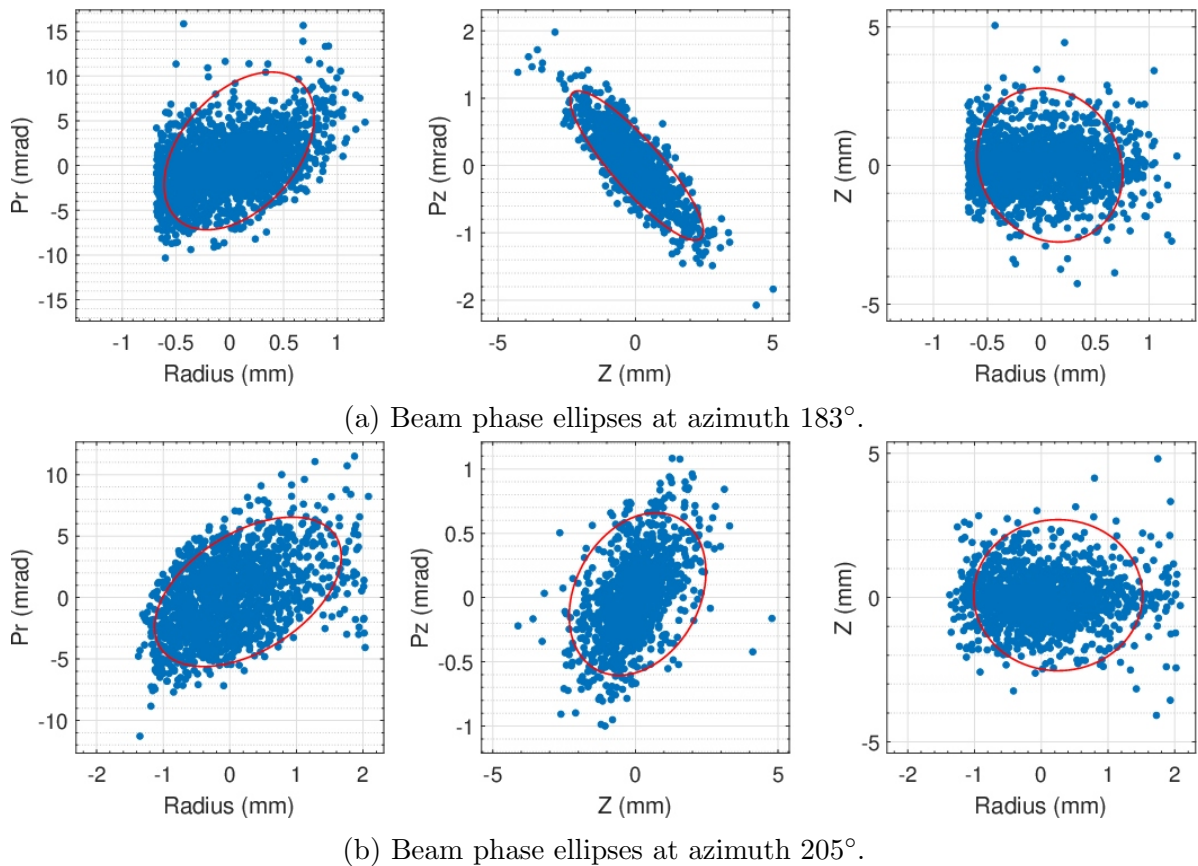 15
10
5
0
-5
-10
-15
Pr (mrad)
-1 -0.5 0 0.5 1
Radius (mm)
2
1
0
-1
-2
Pz (mrad)
-5 0 5
Z (mm)
5
0
-5
Z (mm)
-1 -0.5 0 0.5 1
Radius (mm)
(a) Beam phase ellipses at azimuth 183°.
10
5
0
-5
-10
Pr (mrad)
-2 -1 0 1 2
Radius (mm)
1
0.5
0
-0.5
-1
Pz (mrad)
-5 0 5
Z (mm)
5
0
-5
Z (mm)
-2 -1 0 1 2
Radius (mm)
(b) Beam phase ellipses at azimuth 205°.